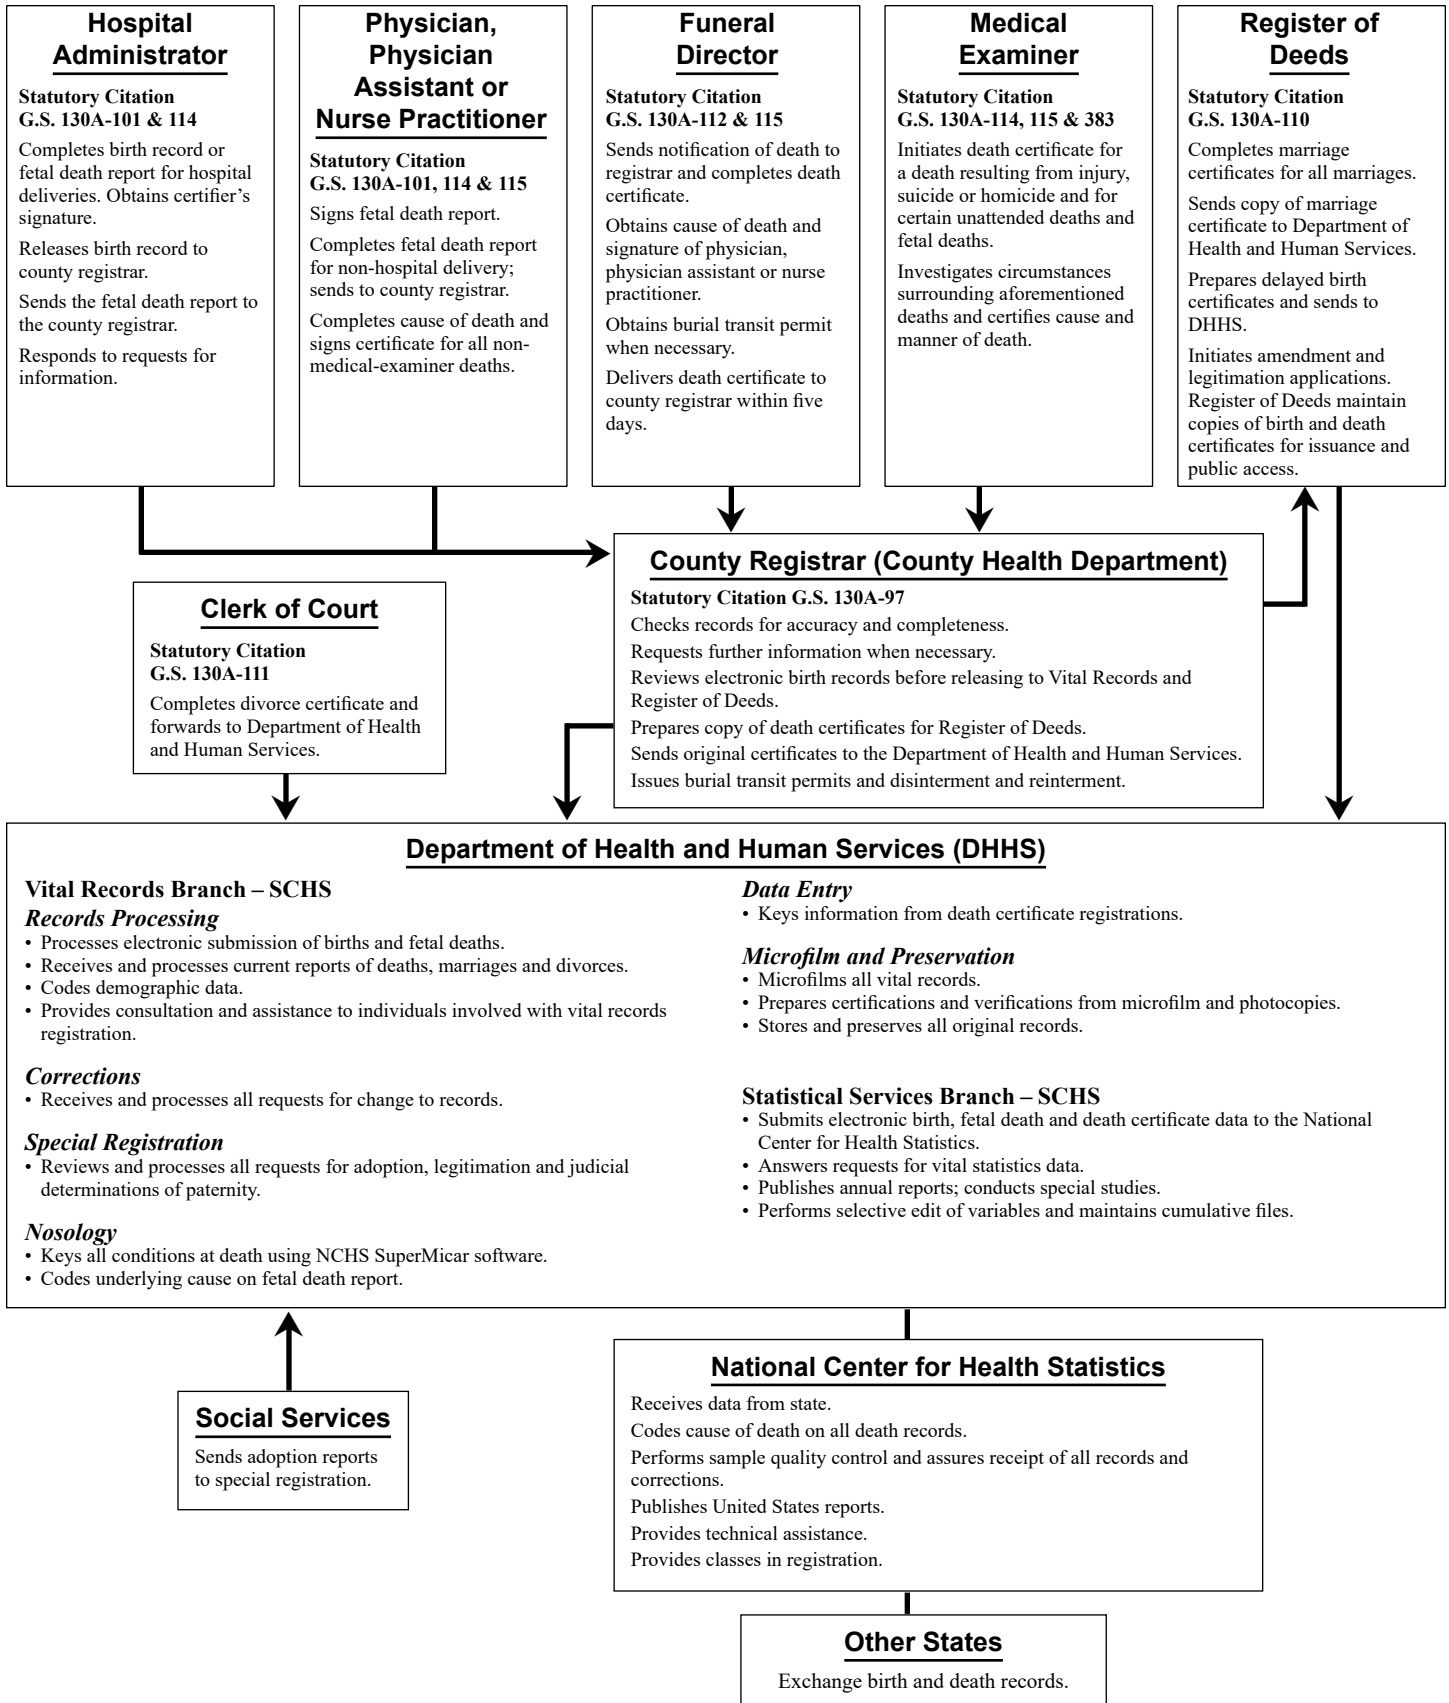 Hospital
Administrator
Statutory Citation
G.S. 130A-101 & 114
Completes birth record or
fetal death report for hospital
deliveries. Obtains certifier’s
signature.
Releases birth record to
county registrar.
Sends the fetal death report to
the county registrar.
Responds to requests for
information.
Physician,
Physician
Assistant or
Nurse Practitioner
Statutory Citation
G.S. 130A-101, 114 & 115
Signs fetal death report.
Completes fetal death report
for non-hospital delivery;
sends to county registrar.
Completes cause of death and
signs certificate for all non-
medical-examiner deaths.
Funeral
Director
Statutory Citation
G.S. 130A-112 & 115
Sends notification of death to
registrar and completes death
certificate.
Obtains cause of death and
signature of physician,
physician assistant or nurse
practitioner.
Obtains burial transit permit
when necessary.
Delivers death certificate to
county registrar within five
days.
Medical
Examiner
Statutory Citation
G.S. 130A-114, 115 & 383
Initiates death certificate for
a death resulting from injury,
suicide or homicide and for
certain unattended deaths and
fetal deaths.
Investigates circumstances
surrounding aforementioned
deaths and certifies cause and
manner of death.
Register of
Deeds
Statutory Citation
G.S. 130A-110
Completes marriage
certificates for all marriages.
Sends copy of marriage
certificate to Department of
Health and Human Services.
Prepares delayed birth
certificates and sends to
DHHS.
Initiates amendment and
legitimation applications.
Register of Deeds maintain
copies of birth and death
certificates for issuance and
public access.
County Registrar (County Health Department)
Statutory Citation G.S. 130A-97
Checks records for accuracy and completeness.
Requests further information when necessary.
Reviews electronic birth records before releasing to Vital Records and
Register of Deeds.
Prepares copy of death certificates for Register of Deeds.
Sends original certificates to the Department of Health and Human Services.
Issues burial transit permits and disinterment and reinterment.
Clerk of Court
Statutory Citation
G.S. 130A-111
Completes divorce certificate and
forwards to Department of Health
and Human Services.
Department of Health and Human Services (DHHS)
Vital Records Branch – SCHS
Records Processing
• Processes electronic submission of births and fetal deaths.
• Receives and processes current reports of deaths, marriages and divorces.
• Codes demographic data.
• Provides consultation and assistance to individuals involved with vital records
registration.
Corrections
• Receives and processes all requests for change to records.
Special Registration
• Reviews and processes all requests for adoption, legitimation and judicial
determinations of paternity.
Nosology
• Keys all conditions at death using NCHS SuperMicar software.
• Codes underlying cause on fetal death report.
Data Entry
• Keys information from death certificate registrations.
Microfilm and Preservation
• Microfilms all vital records.
• Prepares certifications and verifications from microfilm and photocopies.
• Stores and preserves all original records.
Statistical Services Branch – SCHS
• Submits electronic birth, fetal death and death certificate data to the National
Center for Health Statistics.
• Answers requests for vital statistics data.
• Publishes annual reports; conducts special studies.
• Performs selective edit of variables and maintains cumulative files.
Social Services
Sends adoption reports
to special registration.
National Center for Health Statistics
Receives data from state.
Codes cause of death on all death records.
Performs sample quality control and assures receipt of all records and
corrections.
Publishes United States reports.
Provides technical assistance.
Provides classes in registration.
Other States
Exchange birth and death records.